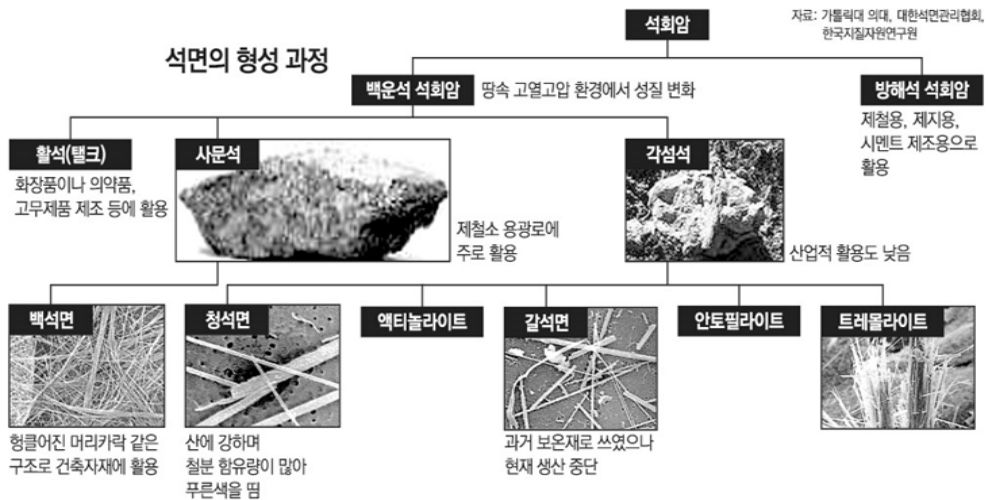 석회암
자료: 가톨릭대 의대, 대한석면관리협회,
한국지질자원연구원
석면의 형성 과정
백운석 석회암
땅속 고열고압 환경에서 성질 변화
방해석 석회암
제철용, 제지용,
시멘트 제조용으로
활용
활석(탤크)
화장품이나 의약품,
고무제품 제조 등에 활용
사문석
제철소 용광로에
주로 활용
각섬석
산업적 활용도 낮음
백석면
헝클어진 머리카락 같은
구조로 건축자재에 활용
청석면
산에 강하며
철분 함유량이 많아
푸른색을 띰
액티놀라이트
갈석면
과거 보온재로 쓰였으나
현재 생산 중단
안토필라이트
트레몰라이트